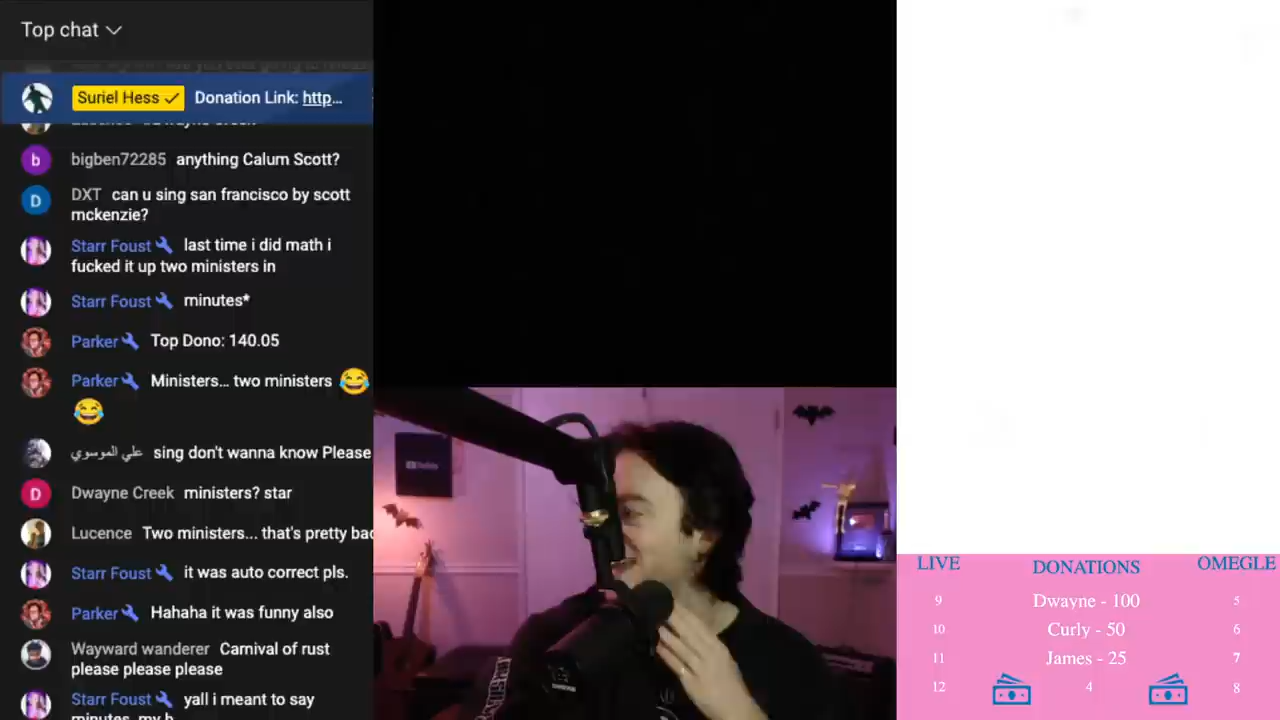 Top chat
Suriel Hess Donation Link: http...
bigben72285 anything Calum Scott?
DXT can u sing san francisco by scott
mckenzie?
Starr Foust last time i did math i
fucked it up two ministers in
Starr Foust minutes*
Parker Top Dono: 140.05
Parker Ministers... two ministers 😂
😂
علي الموسوي sing don't wanna know Please
Dwayne Creek ministers? star
Lucence Two ministers... that's pretty bad
Starr Foust it was auto correct pls.
Parker Hahaha it was funny also
Wayward wanderer Carnival of rust
please please please
Starr Foust yall i meant to say
minutes, my b
YouTube
LIVE DONATIONS OMEGLE
9 Dwayne - 100 5
10 Curly - 50 6
11 James - 25 7
12 4 8